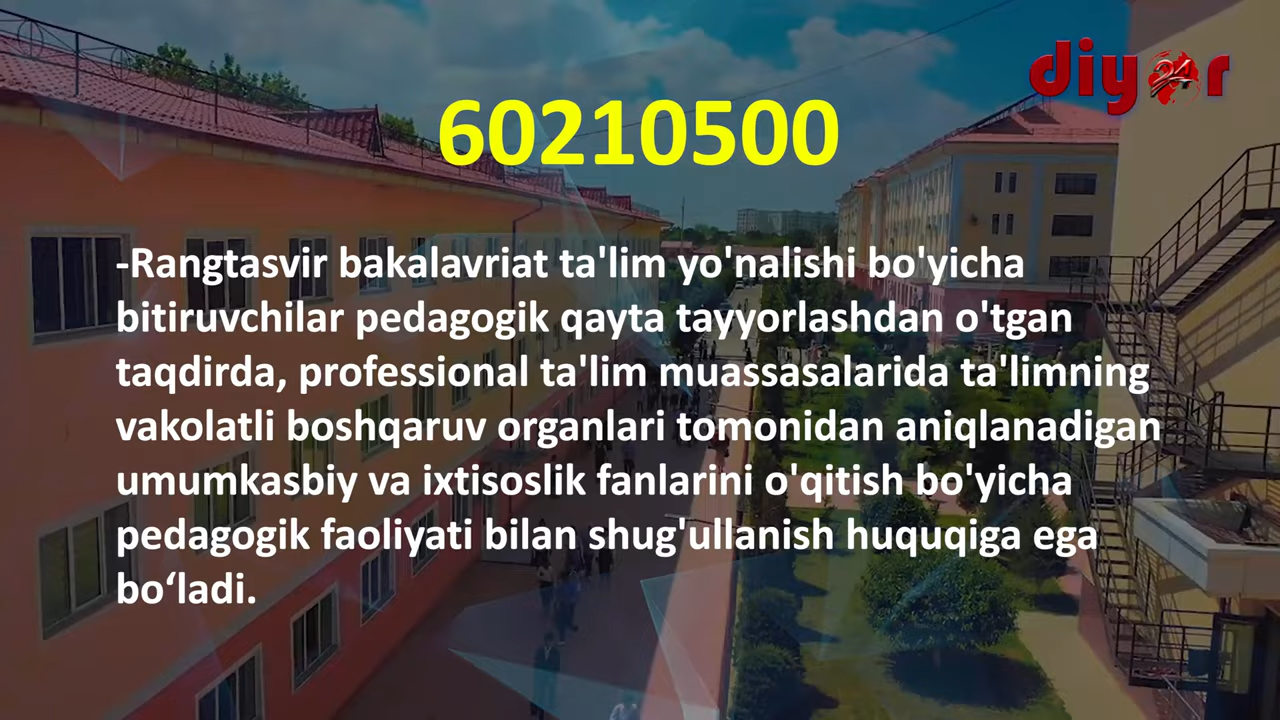 diyor 24
60210500
-Rangtasvir bakalavriat ta'lim yo'nalishi bo'yicha
bitiruvchilar pedagogik qayta tayyorlashdan o'tgan
taqdirda, professional ta'lim muassasalarida ta'limning
vakolatli boshqaruv organlari tomonidan aniqlanadigan
umumkasbiy va ixtisoslik fanlarini o'qitish bo'yicha
pedagogik faoliyati bilan shug'ullanish huquqiga ega
bo‘ladi.